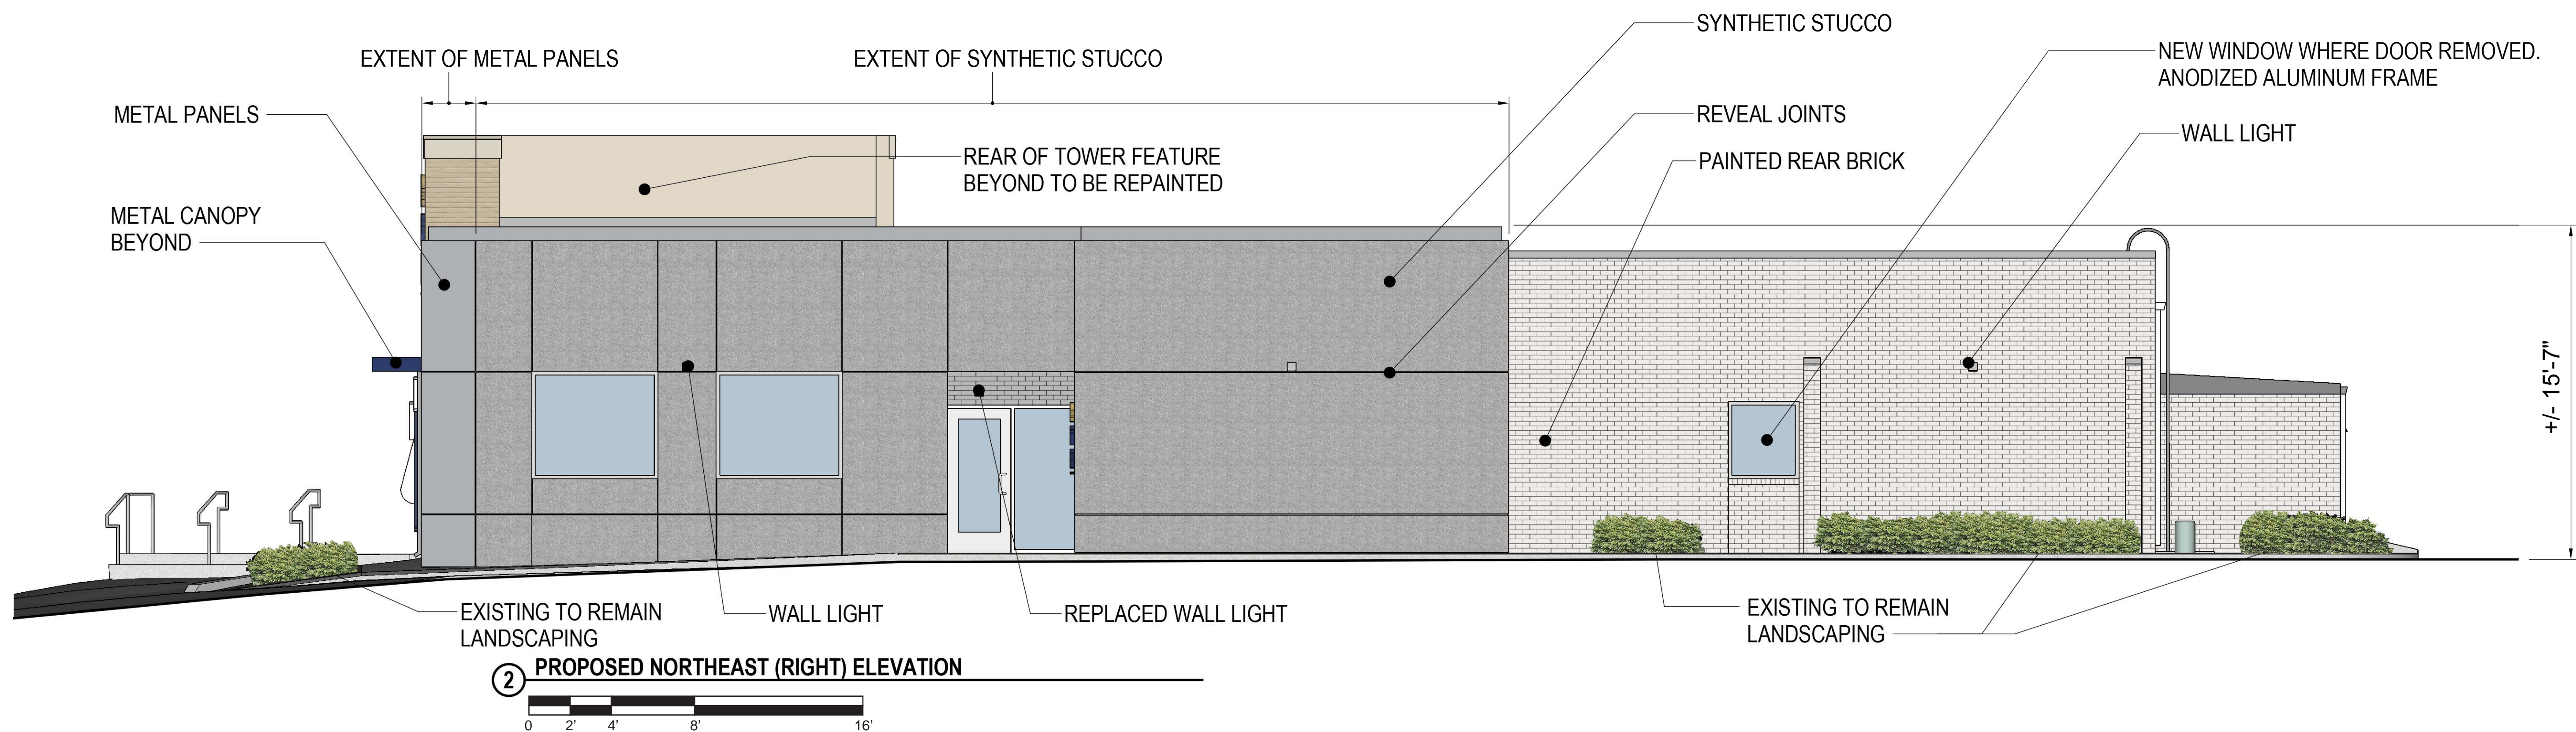 SYNTHETIC STUCCO
EXTENT OF METAL PANELS
EXTENT OF SYNTHETIC STUCCO
NEW WINDOW WHERE DOOR REMOVED.
ANODIZED ALUMINUM FRAME
METAL PANELS
REVEAL JOINTS
WALL LIGHT
REAR OF TOWER FEATURE
BEYOND TO BE REPAINTED
PAINTED REAR BRICK
METAL CANOPY
BEYOND
+/- 15'-7"
EXISTING TO REMAIN
LANDSCAPING
WALL LIGHT
REPLACED WALL LIGHT
EXISTING TO REMAIN
LANDSCAPING
2 PROPOSED NORTHEAST (RIGHT) ELEVATION
0 2' 4' 8' 16'